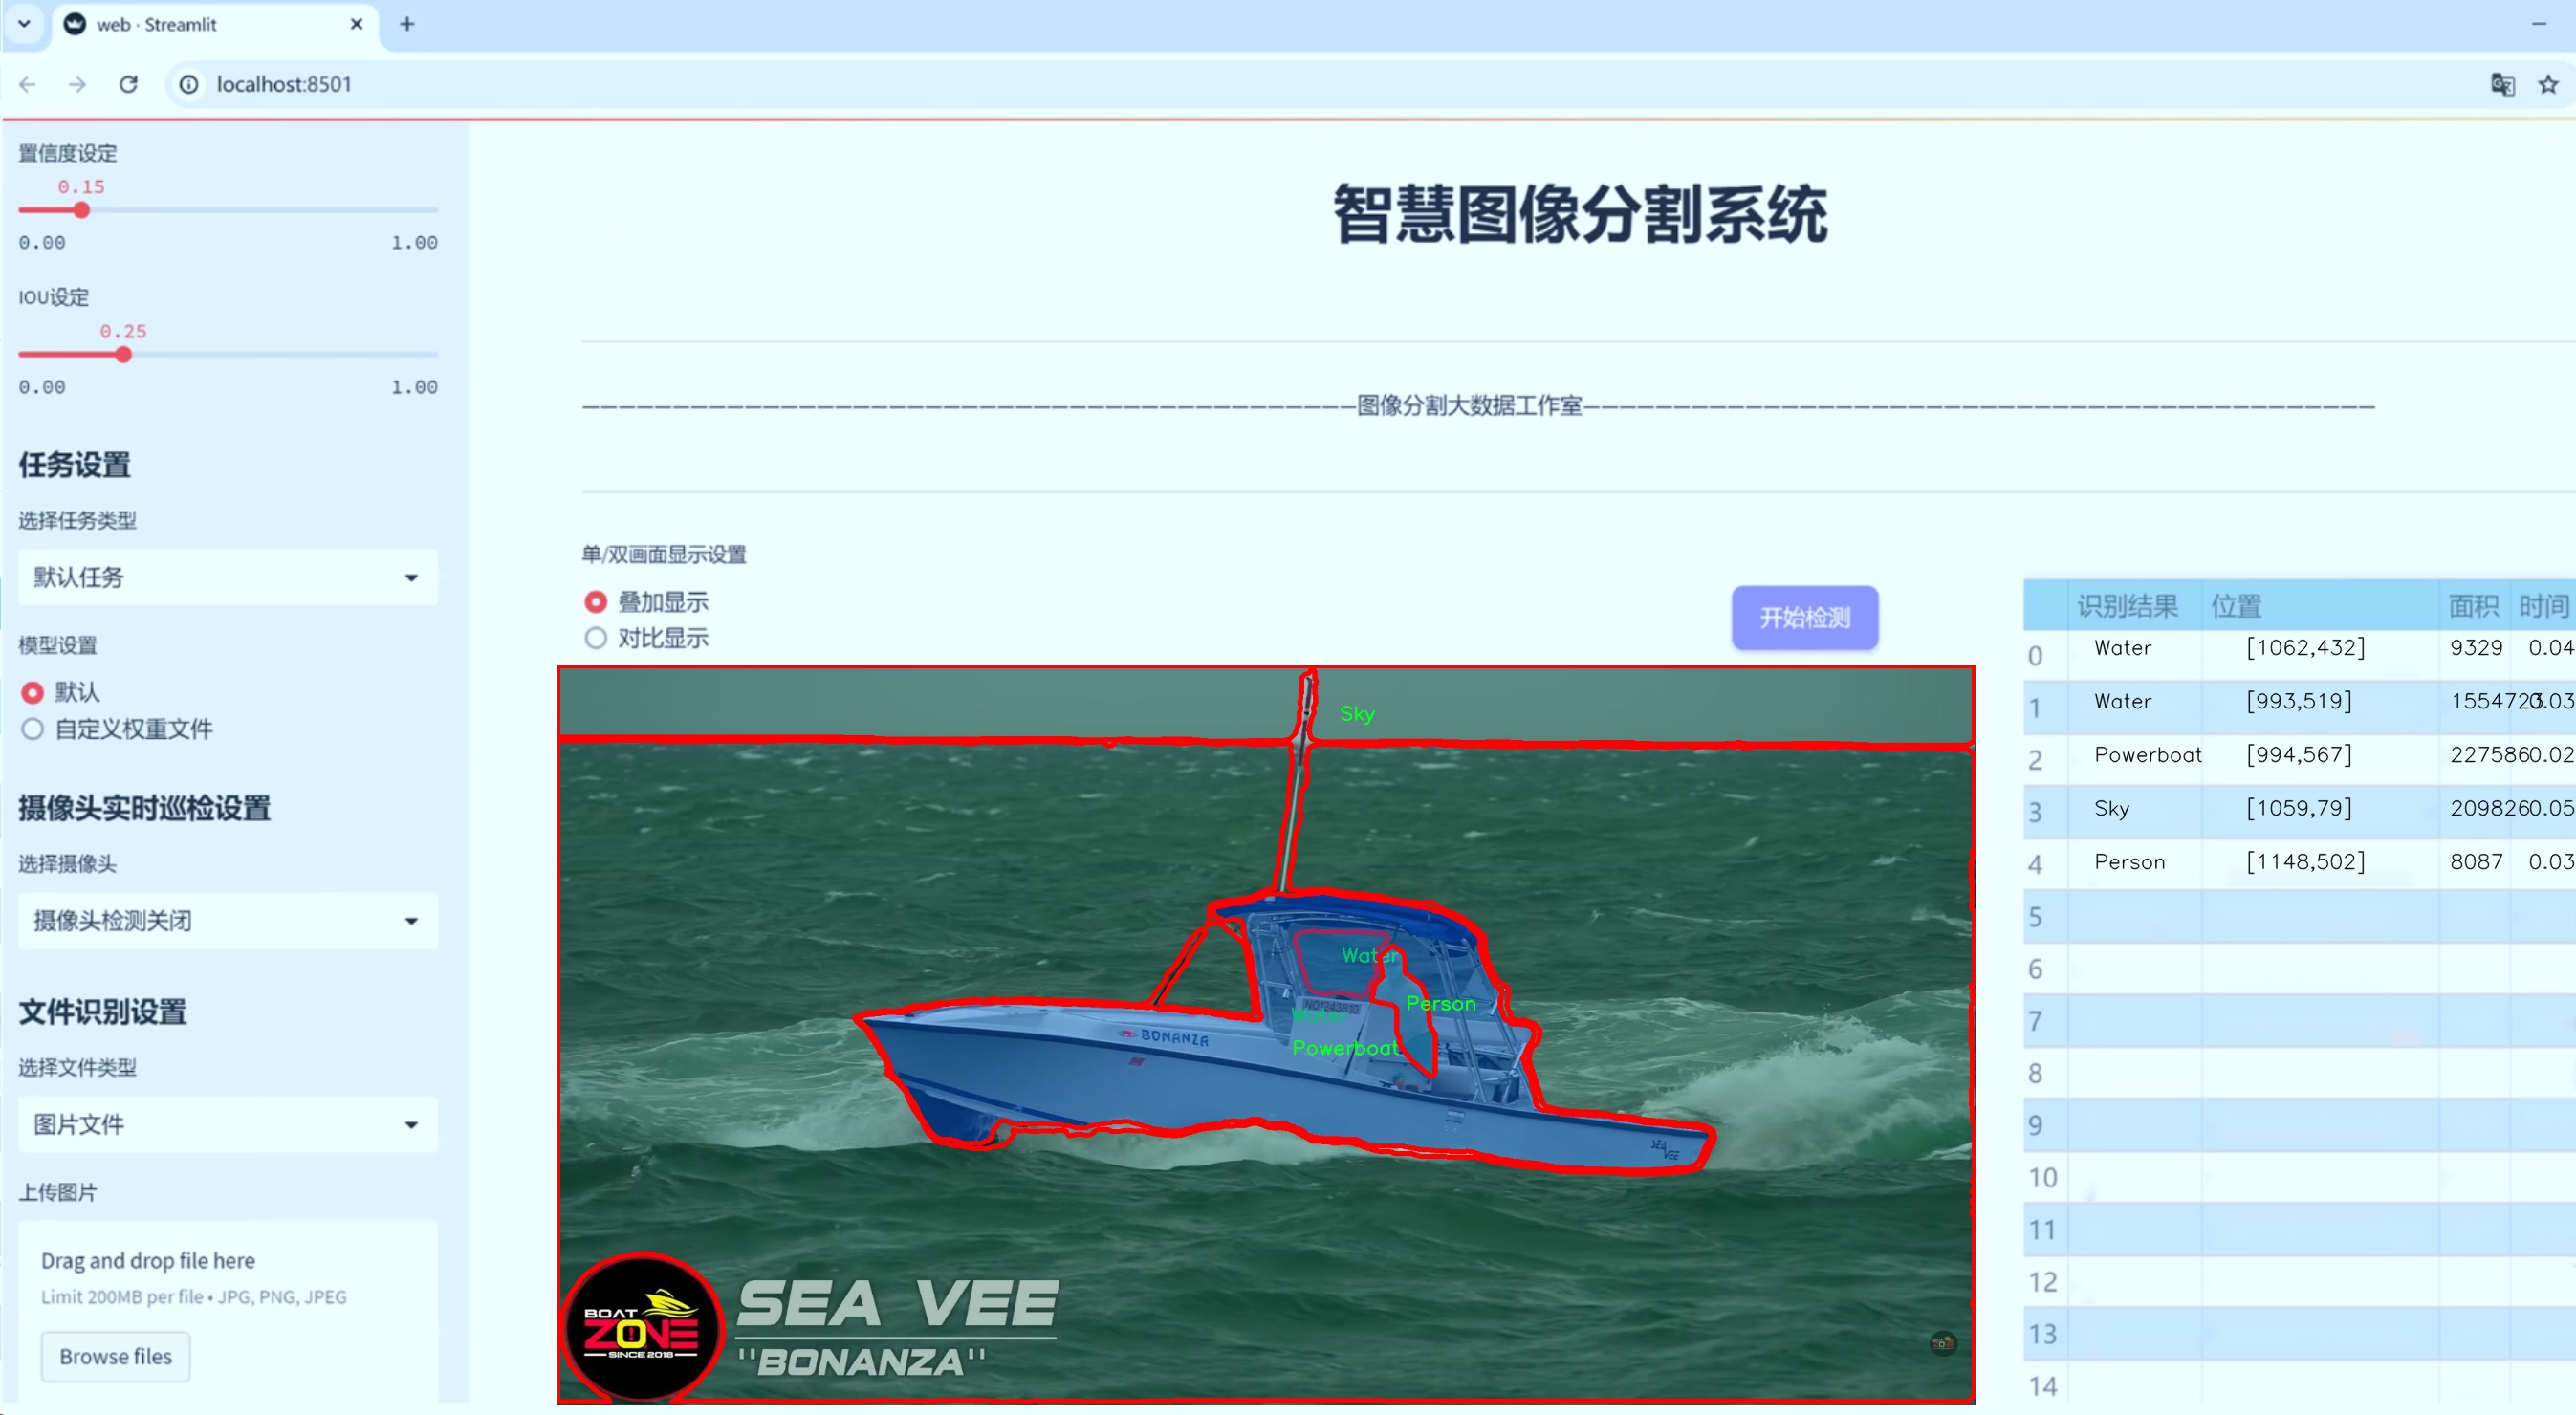 web · Streamlit
localhost:8501
置信度设定
0.15
0.00 1.00
IOU设定
0.25
0.00 1.00
任务设置
选择任务类型
默认任务
模型设置
默认
自定义权重文件
摄像头实时巡检设置
选择摄像头
摄像头检测关闭
文件识别设置
选择文件类型
图片文件
上传图片
Drag and drop file here
Limit 200MB per file • JPG, PNG, JPEG
Browse files
智慧图像分割系统
图像分割大数据工作室
单/双画面显示设置
叠加显示
对比显示
开始检测
Sky
Water
Person
NO1243810
Water
Powerboat
BONANZA
SEA
VEE
BOAT
ZONE
SINCE 2018
SEA VEE
"BONANZA"
识别结果 位置 面积 时间
0 Water [1062,432] 9329 0.04
1 Water [993,519] 1554723 0.03
2 Powerboat [994,567] 227586 0.02
3 Sky [1059,79] 209826 0.05
4 Person [1148,502] 8087 0.03
5
6
7
8
9
10
11
12
13
14